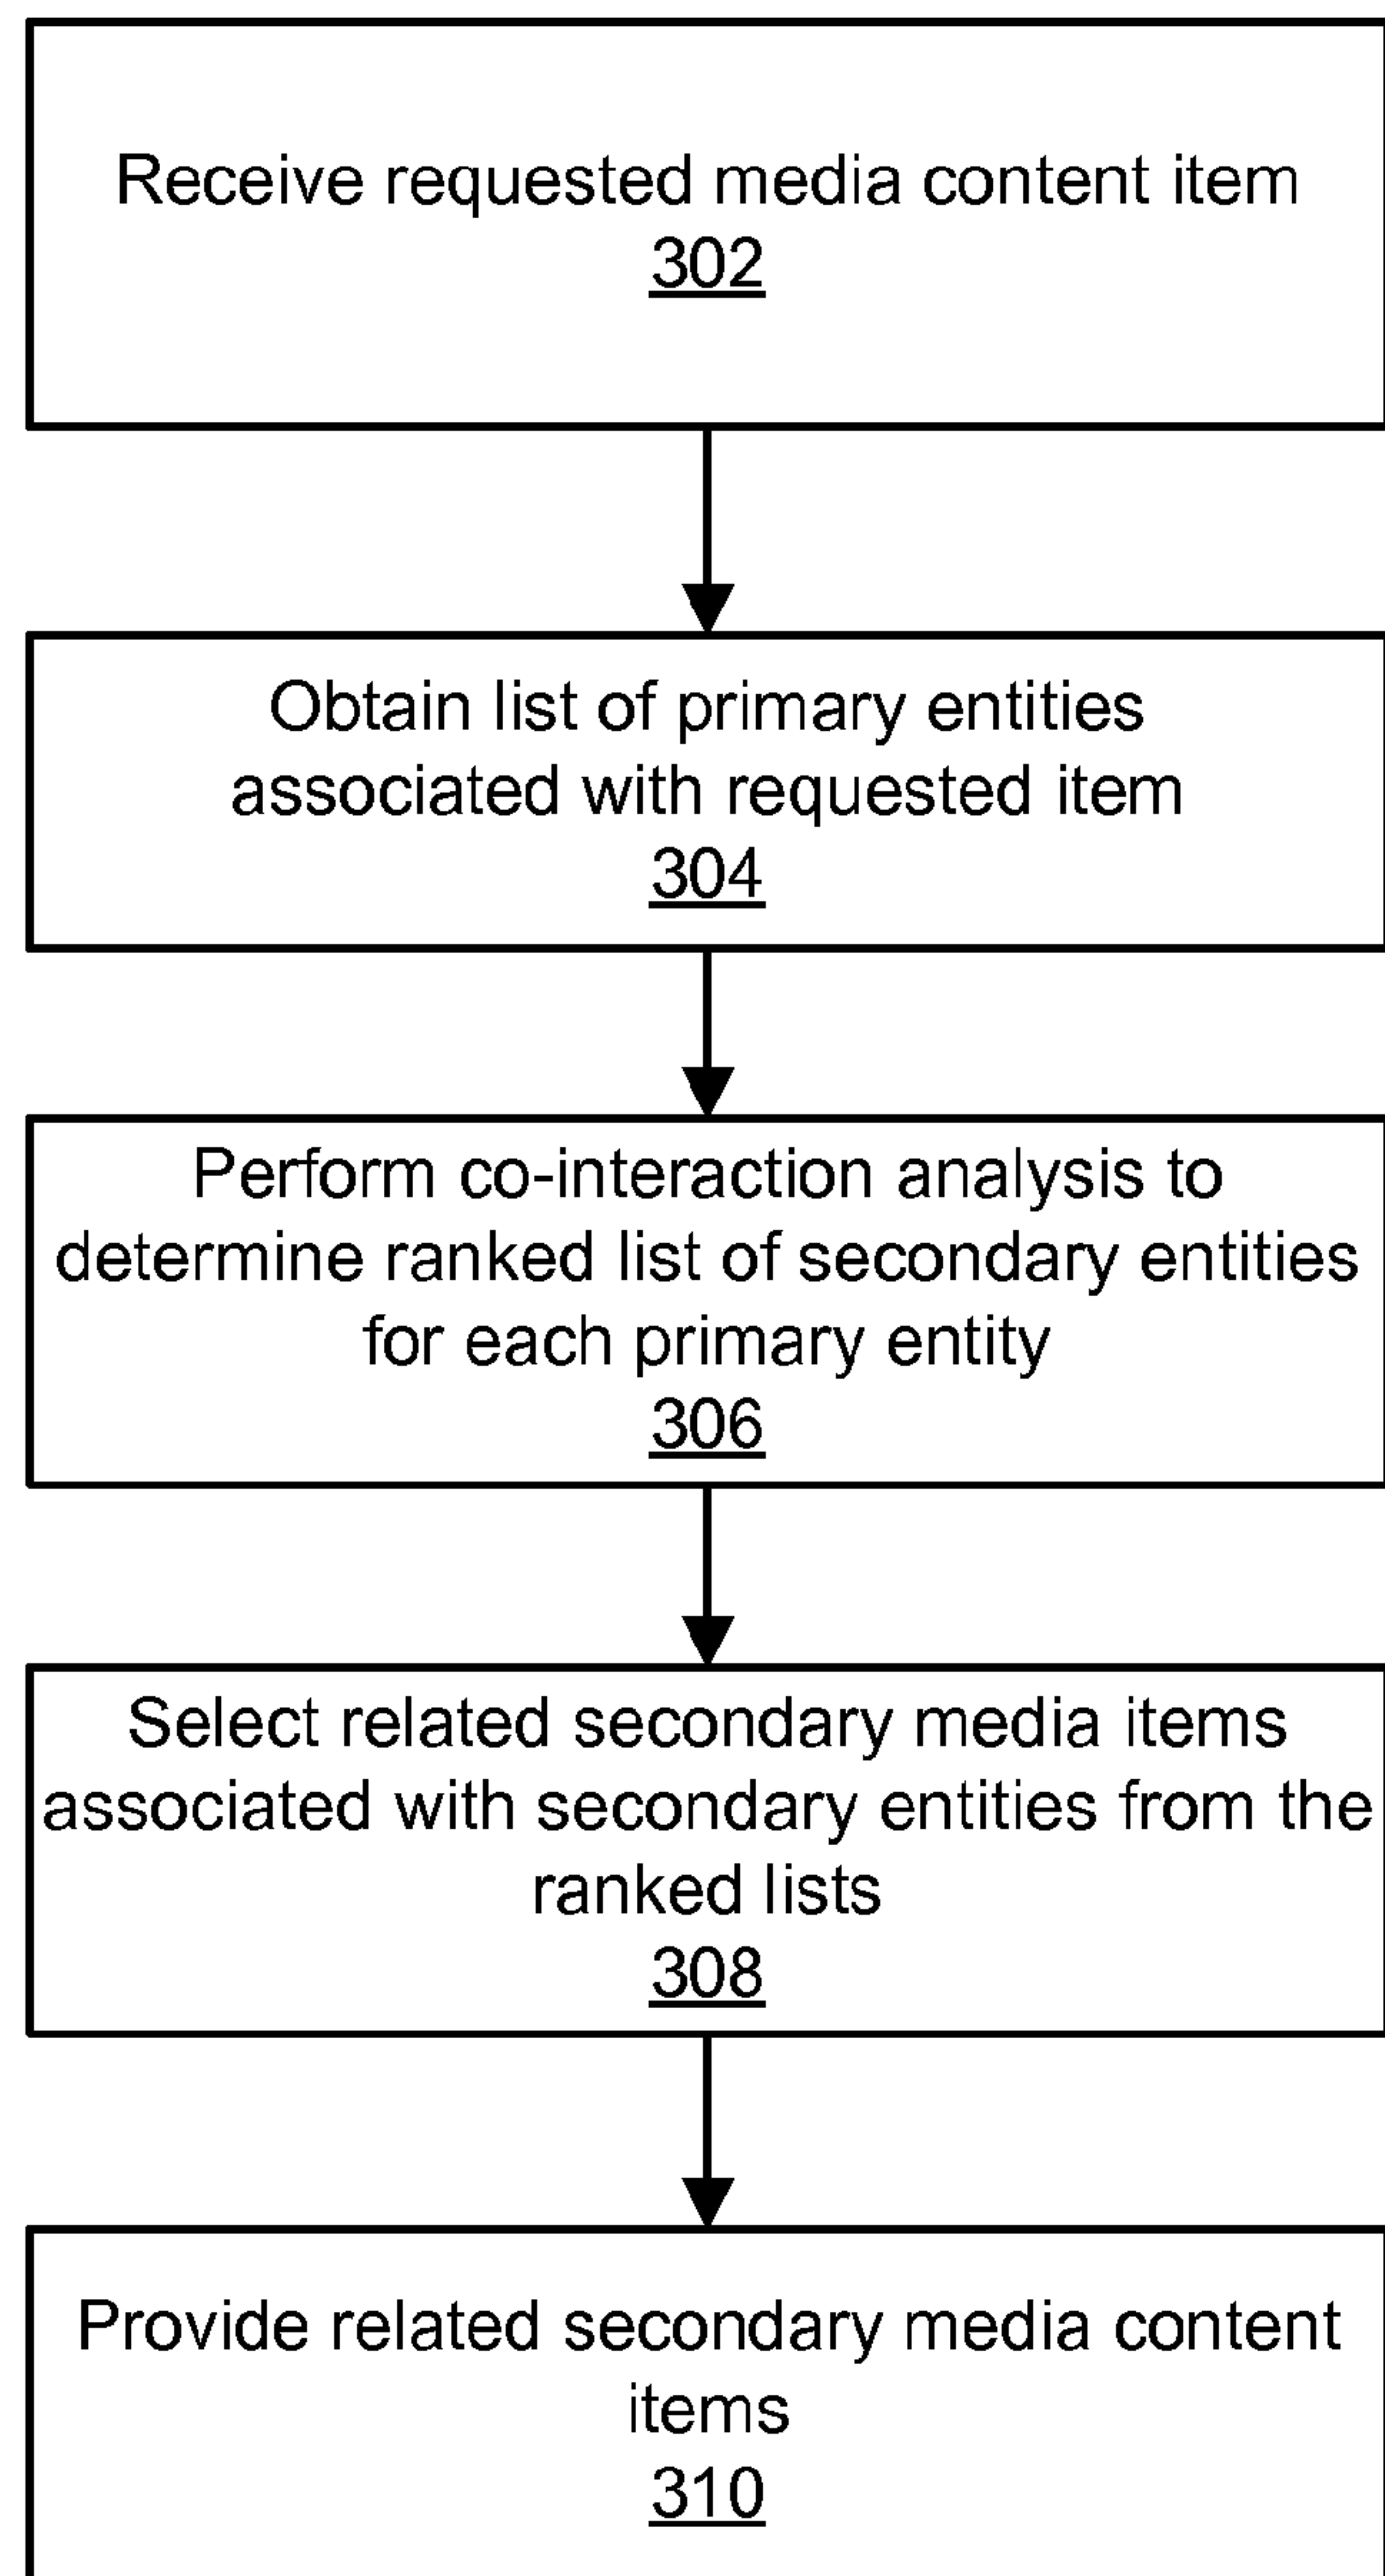 Receive requested media content item
302
Obtain list of primary entities
associated with requested item
304
Perform co-interaction analysis to
determine ranked list of secondary entities
for each primary entity
306
Select related secondary media items
associated with secondary entities from the
ranked lists
308
Provide related secondary media content
items
310